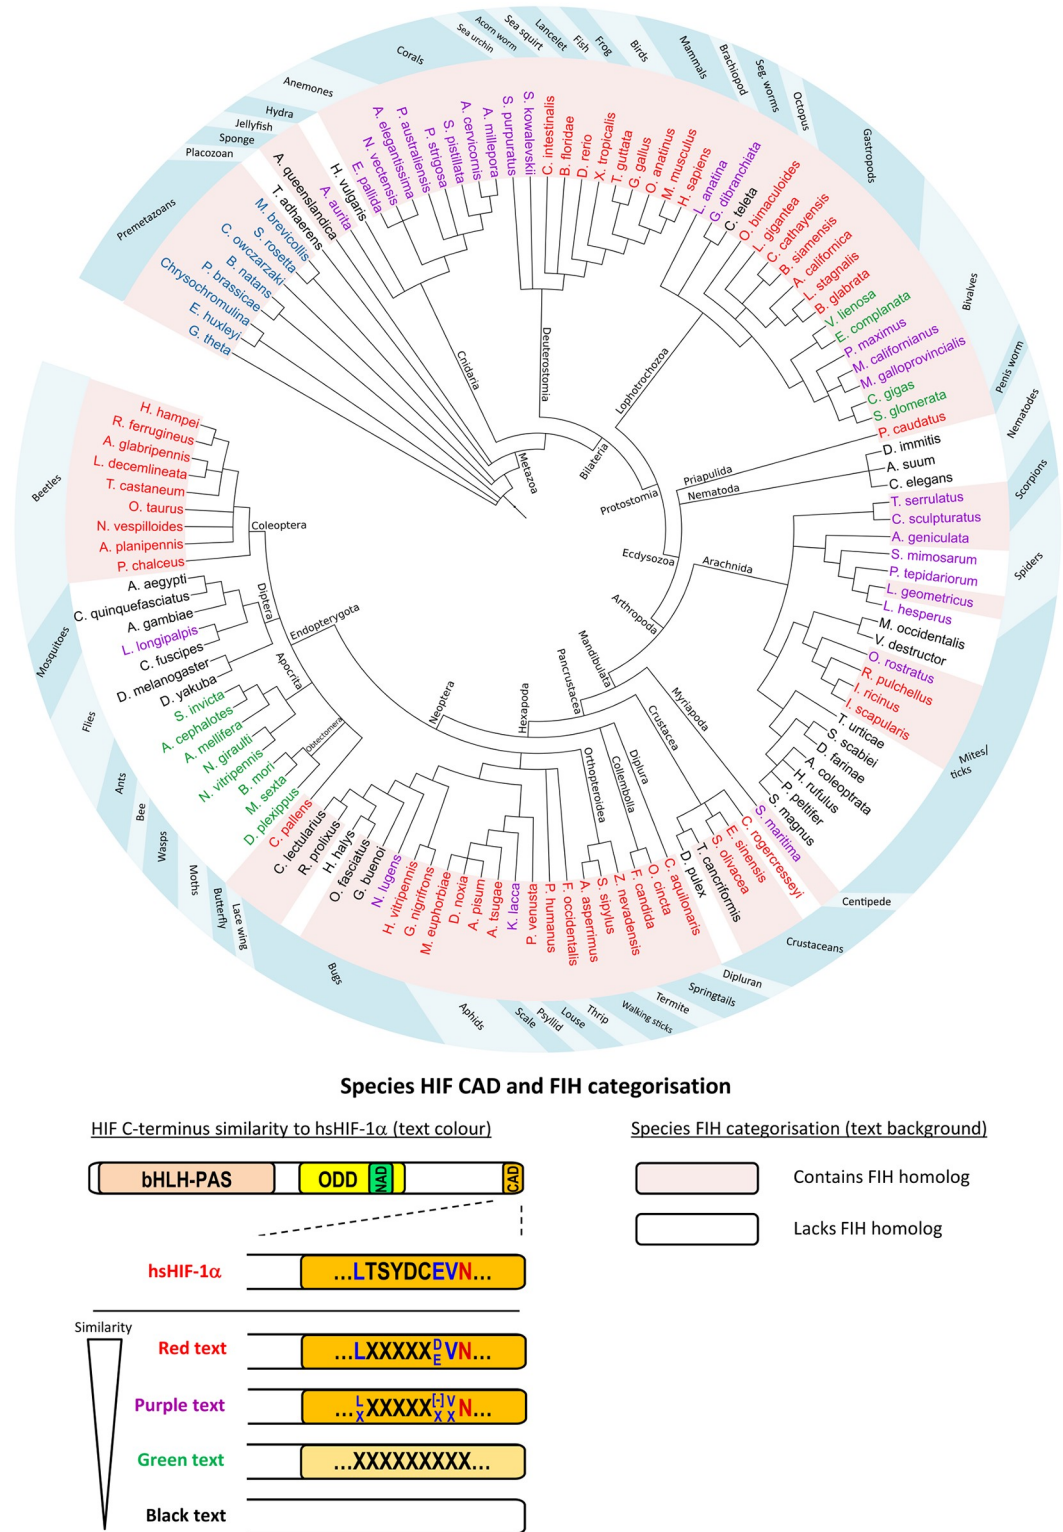 Premetazoans
Placozoan
Sponge
Jellyfish
Hydra
Anemones
Corals
Sea urchin
Acorn worm
Sea squirt
Lancelet
Fish
Frog
Birds
Mammals
Brachiopod
Seg. worms
Octopus
Gastropods
Bivalves
Penis worm
Nematodes
Scorpions
Spiders
Mites/
ticks
Centipede
Crustaceans
Dipluran
Springtails
Termite
Walking sticks
Thrip
Louse
Psyllid
Scale
Aphids
Bugs
Lace wing
Butterfly
Moths
Wasps
Bee
Ants
Flies
Mosquitoes
Beetles
G. theta
E. huxleyi
Chrysochromulina
P. brassicae
B. natans
C. owczarzaki
S. rosetta
M. brevicollis
T. adhaerens
A. queenslandica
A. aurita
H. vulgaris
E. pallida
N. vectensis
A. elegantissima
P. australiensis
P. strigosa
S. pistillata
A. cervicornis
A. millepora
S. purpuratus
S. kowalevskii
C. intestinalis
B. floridae
D. rerio
X. tropicalis
T. guttata
G. gallus
O. anatinus
M. musculus
H. sapiens
L. anatina
G. dibranchiata
C. teleta
O. bimaculoides
L. gigantea
C. cathayensis
B. siamensis
A. californica
L. stagnalis
B. glabrata
V. lienosa
E. complanata
P. maximus
M. californianus
M. galloprovincialis
C. gigas
S. glomerata
P. caudatus
D. immitis
A. suum
C. elegans
T. serrulatus
C. sculpturatus
A. geniculata
S. mimosarum
P. tepidariorum
L. geometricus
L. hesperus
M. occidentalis
V. destructor
O. rostratus
R. pulchellus
I. ricinus
I. scapularis
T. urticae
S. scabiei
D. farinae
A. coleoptrata
H. rufulus
P. peltifer
S. magnus
S. maritima
C. rogercresseyi
E. sinensis
S. olivacea
T. cancriformis
D. pulex
C. aquilonaris
O. cincta
F. candida
Z. nevadensis
S. sipylus
A. asperrimus
F. occidentalis
P. humanus
P. venusta
K. lacca
A. tsugae
A. pisum
D. noxia
M. euphorbiae
G. nigrifrons
H. vitripennis
N. lugens
G. buenoi
O. fasciatus
H. halys
R. prolixus
C. lectularius
C. pallens
D. plexippus
M. sexta
B. mori
N. vitripennis
N. giraulti
A. mellifera
A. cephalotes
S. invicta
D. yakuba
D. melanogaster
C. fuscipes
L. longipalpis
A. gambiae
C. quinquefasciatus
A. aegypti
P. chalceus
A. planipennis
N. vespilloides
O. taurus
T. castaneum
L. decemlineata
A. glabripennis
R. ferrugineus
H. hampei
Cnidaria
Deuterostomia
Lophotrochozoa
Metazoa
Bilateria
Protostomia
Priapulida
Nematoda
Ecdysozoa
Arachnida
Arthropoda
Mandibulata
Myriapoda
Pancrustacea
Crustacea
Hexapoda
Diplura
Collembolla
Orthopteroidea
Neoptera
Endopterygota
Coleoptera
Diptera
Apocrita
Obtectomera
Species HIF CAD and FIH categorisation
HIF C-terminus similarity to hsHIF-1α (text colour)
bHLH-PAS ODD NAD CAD
hsHIF-1α ...LTSYDCEVN...
Similarity
Red text ...LXXXXX D/E VN...
Purple text ...L/X XXXXX [-]/X V/X N...
Green text ...XXXXXXXXX...
Black text
Species FIH categorisation (text background)
Contains FIH homolog
Lacks FIH homolog